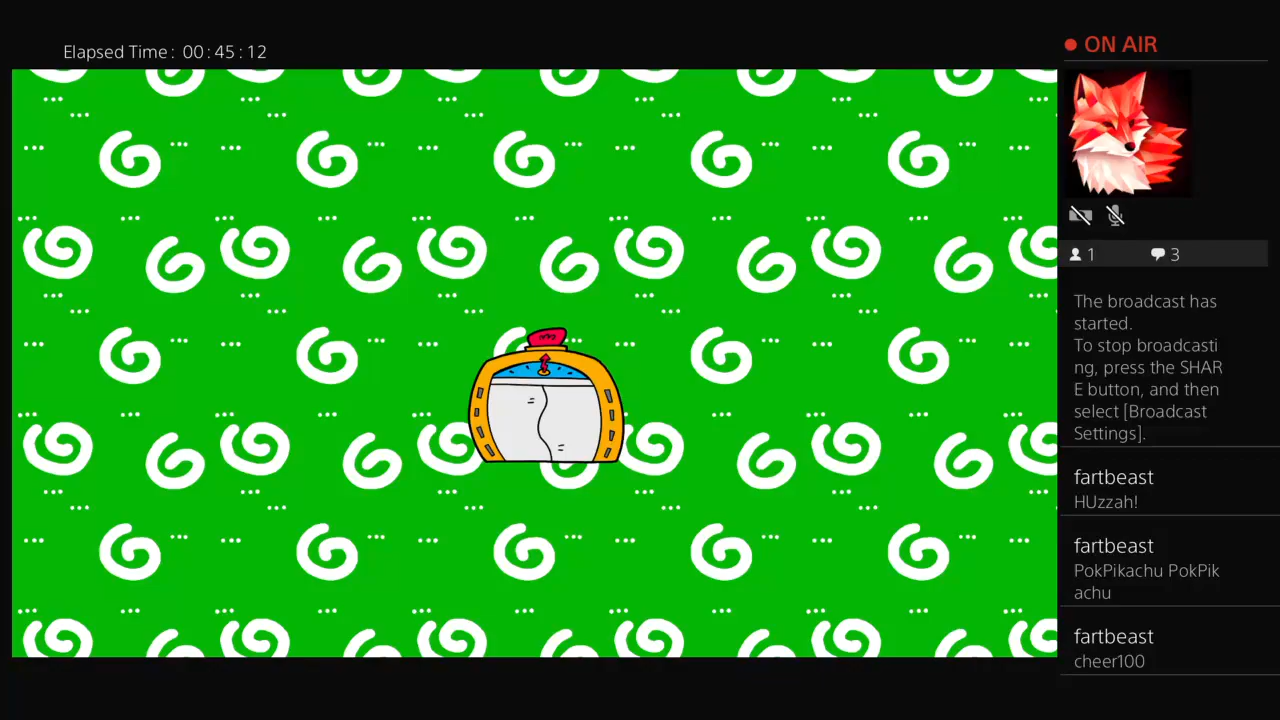 Elapsed Time: 00:45:12
ON AIR
1 3
The broadcast has
started.
To stop broadcasti
ng, press the SHAR
E button, and then
select [Broadcast
Settings].
fartbeast
HUzzah!
fartbeast
PokPikachu PokPik
achu
fartbeast
cheer100